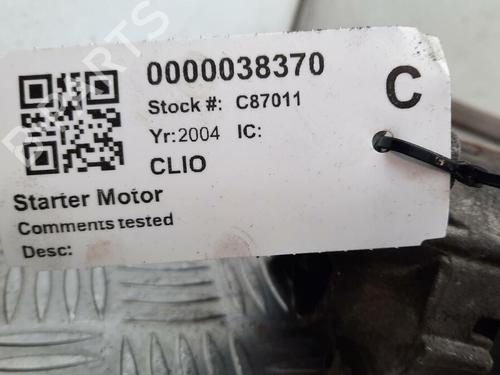 0000038370
C
Stock #: C87011
Yr:2004 IC:
CLIO
Starter Motor
Comments tested
Desc: